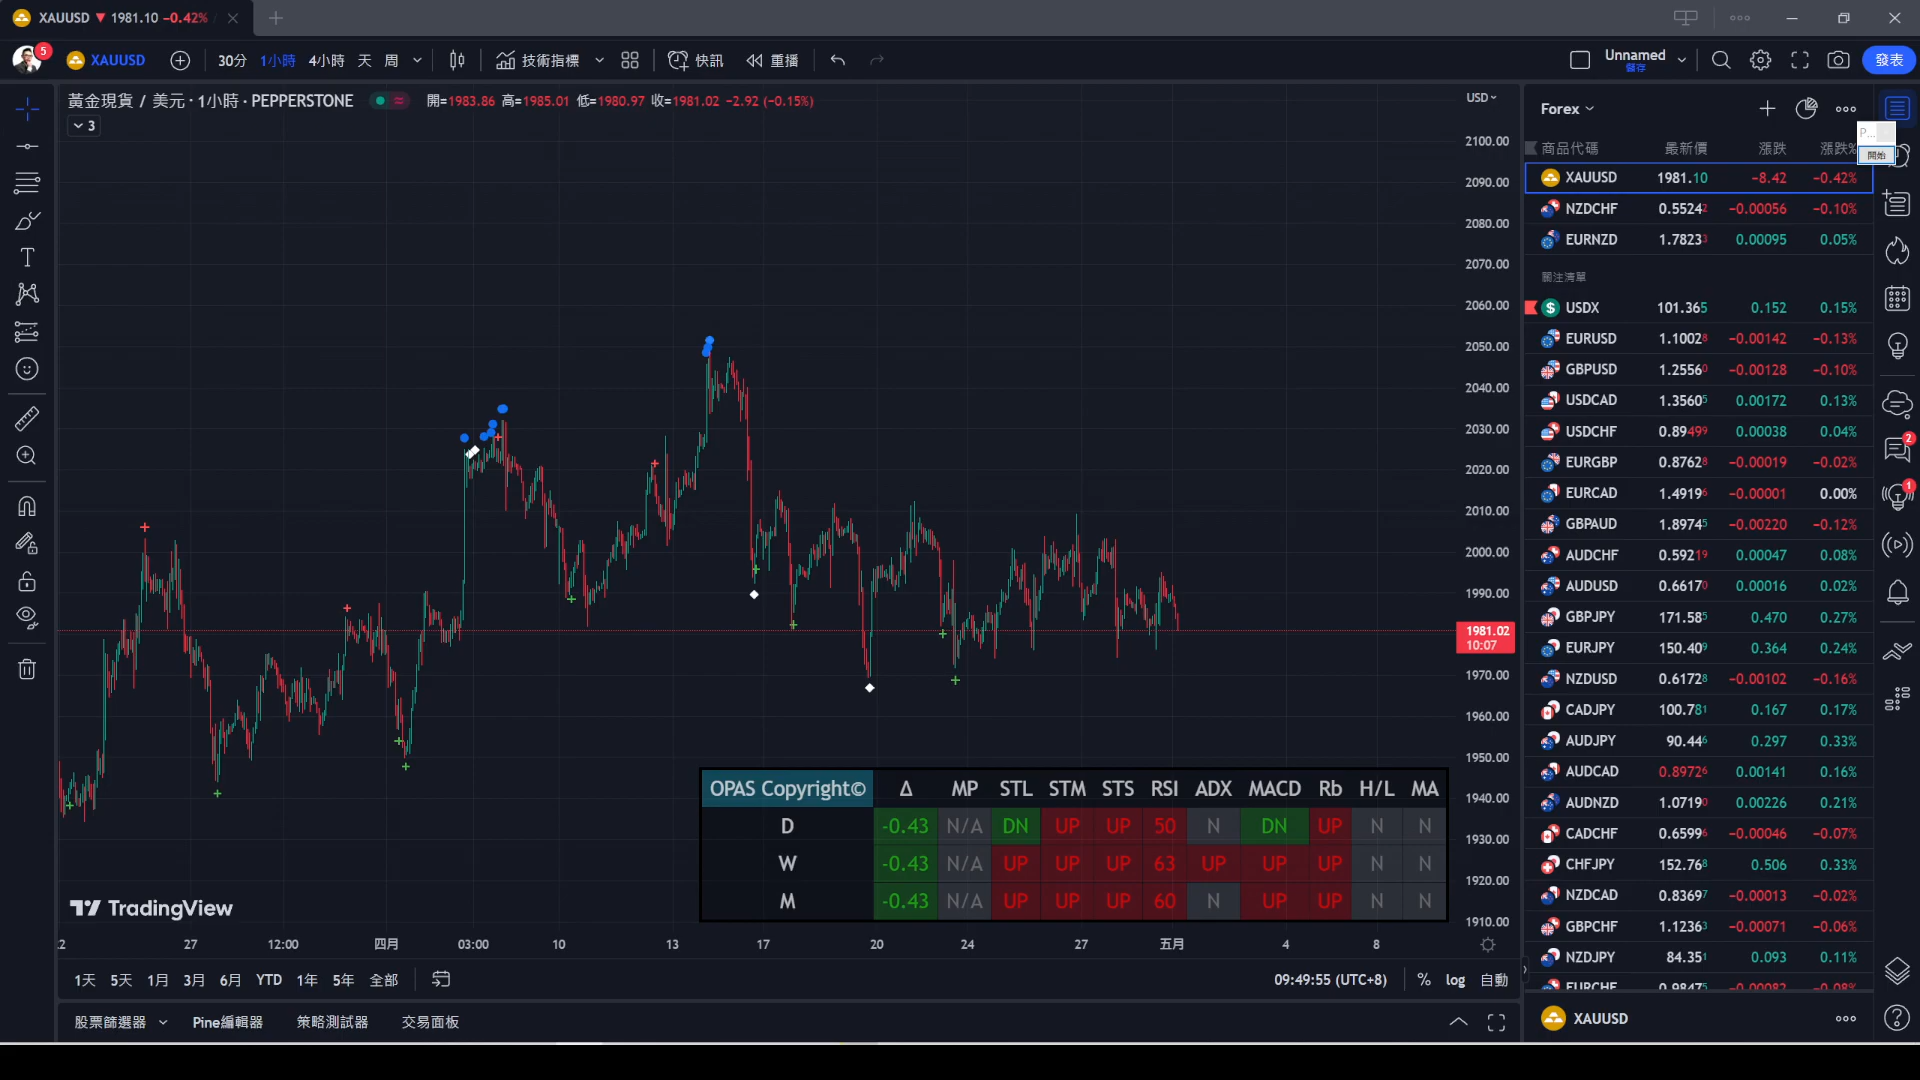 XAUUSD ▼ 1981.10 −0.42% /
5 XAUUSD 30分 1小時 4小時 天 周 技術指標 快訊 重播 Unnamed 發表
儲存
黃金現貨 / 美元 · 1小時 · PEPPERSTONE 開=1983.86 高=1985.01 低=1980.97 收=1981.02 −2.92 (−0.15%)
3
USD
2100.00
2090.00
2080.00
2070.00
2060.00
2050.00
2040.00
2030.00
2020.00
2010.00
2000.00
1990.00
1981.02
10:07
1970.00
1960.00
1950.00
1940.00
1930.00
1920.00
1910.00
OPAS Copyright© Δ MP STL STM STS RSI ADX MACD Rb H/L MA
D -0.43 N/A DN UP UP 50 N DN UP N N
W -0.43 N/A UP UP UP 63 UP UP UP N N
M -0.43 N/A UP UP UP 60 N UP UP N N
TradingView
27 12:00 四月 03:00 10 13 17 20 24 27 五月 4 8
1天 5天 1月 3月 6月 YTD 1年 5年 全部 09:49:55 (UTC+8) % log 自動
股票篩選器 Pine編輯器 策略測試器 交易面板
Forex
P...
開始
商品代碼 最新價 漲跌 漲跌%
XAUUSD 1981.10 −8.42 −0.42%
NZDCHF 0.55242 −0.00056 −0.10%
EURNZD 1.78233 0.00095 0.05%
關注清單
USDX 101.365 0.152 0.15%
EURUSD 1.10028 −0.00142 −0.13%
GBPUSD 1.25560 −0.00128 −0.10%
USDCAD 1.35605 0.00172 0.13%
USDCHF 0.89499 0.00038 0.04%
EURGBP 0.87628 −0.00019 −0.02%
EURCAD 1.49196 −0.00001 0.00%
GBPAUD 1.89745 −0.00220 −0.12%
AUDCHF 0.59219 0.00047 0.08%
AUDUSD 0.66170 0.00016 0.02%
GBPJPY 171.585 0.470 0.27%
EURJPY 150.409 0.364 0.24%
NZDUSD 0.61728 −0.00102 −0.16%
CADJPY 100.781 0.167 0.17%
AUDJPY 90.446 0.297 0.33%
AUDCAD 0.89726 0.00141 0.16%
AUDNZD 1.07190 0.00226 0.21%
CADCHF 0.65996 −0.00046 −0.07%
CHFJPY 152.768 0.506 0.33%
NZDCAD 0.83697 −0.00013 −0.02%
GBPCHF 1.12363 −0.00071 −0.06%
NZDJPY 84.351 0.093 0.11%
EURCHF 0.98475 −0.00082 −0.08%
XAUUSD
2
1